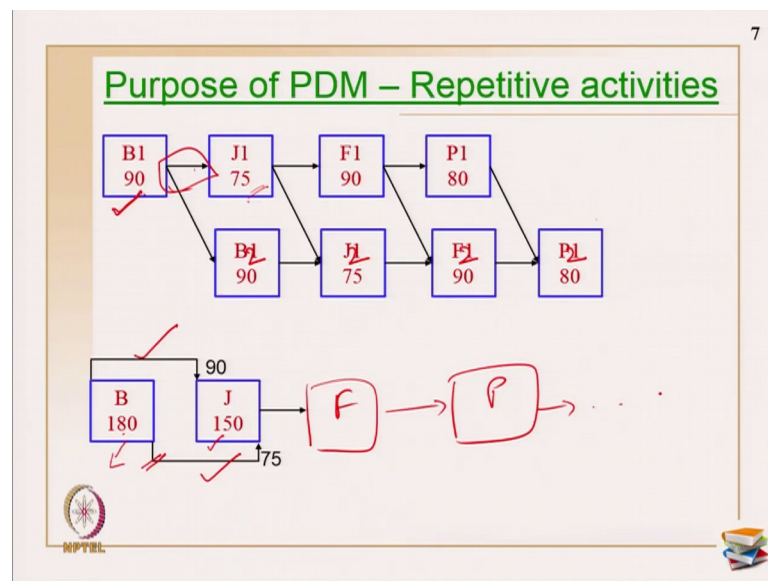 7
Purpose of PDM – Repetitive activities
B1
90
J1
75
F1
90
P1
80
B2
90
J2
75
F2
90
P2
80
90
B
180
J
150
F
P
75
NPTEL